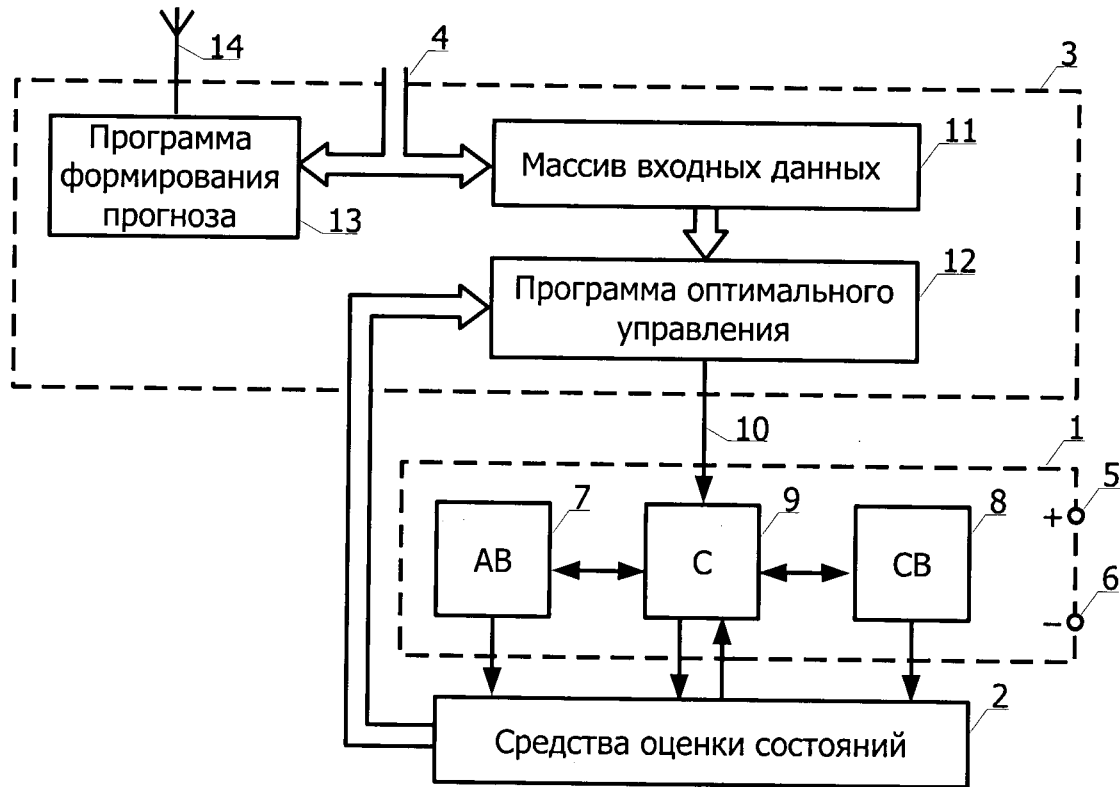 14
4
3
Программа
формирования
прогноза
13
Массив входных данных
11
12
Программа оптимального
управления
10
1
5
+
7
АВ
9
С
8
СВ
6
−
2
Средства оценки состояний